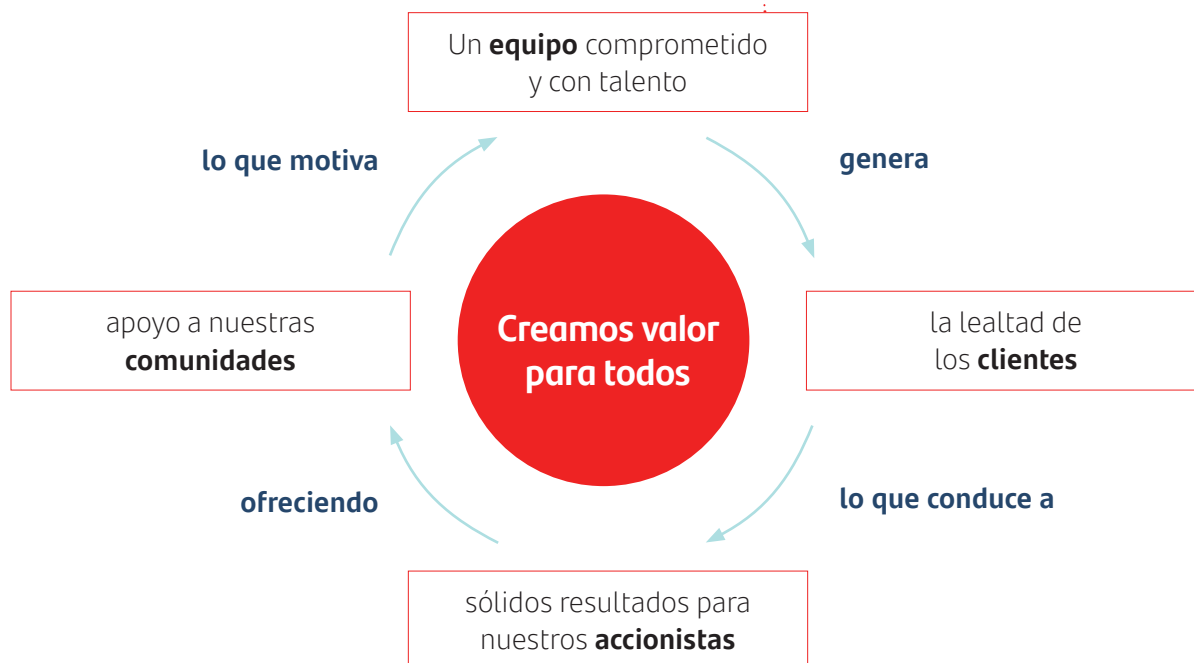 Un equipo comprometido
y con talento
lo que motiva
genera
apoyo a nuestras
comunidades
Creamos valor
para todos
la lealtad de
los clientes
ofreciendo
lo que conduce a
sólidos resultados para
nuestros accionistas